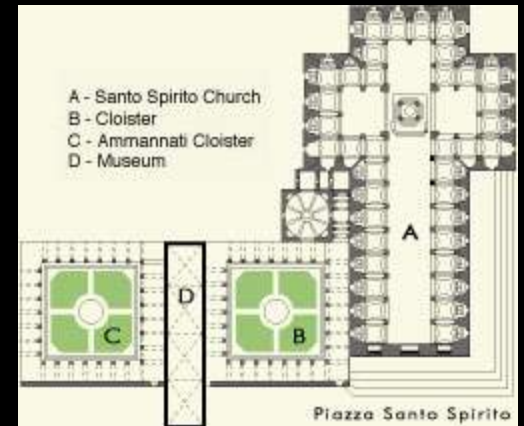 A - Santo Spirito Church
B - Cloister
C - Ammannati Cloister
D - Museum
A
D
C
B
Piazza Santo Spirito